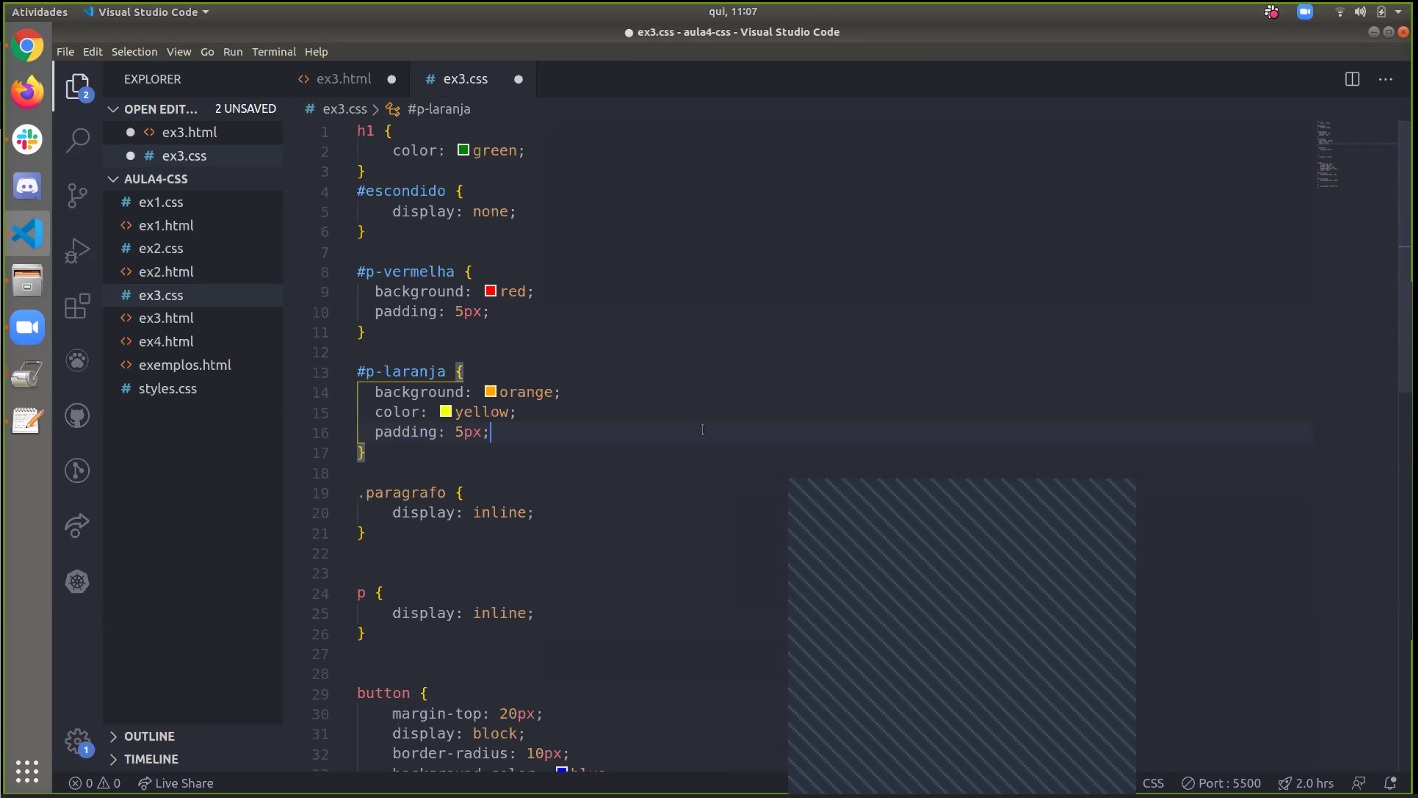 Atividades
Visual Studio Code
qui, 11:07
ex3.css - aula4-css - Visual Studio Code
File Edit Selection View Go Run Terminal Help
EXPLORER
OPEN EDIT... 2 UNSAVED
<> ex3.html
# ex3.css
AULA4-CSS
# ex1.css
<> ex1.html
# ex2.css
<> ex2.html
# ex3.css
<> ex3.html
<> ex4.html
<> exemplos.html
# styles.css
OUTLINE
TIMELINE
2
1
<> ex3.html
# ex3.css
# ex3.css > #p-laranja
1 h1 {
2 color: green;
3 }
4 #escondido {
5 display: none;
6 }
7
8 #p-vermelha {
9 background: red;
10 padding: 5px;
11 }
12
13 #p-laranja {
14 background: orange;
15 color: yellow;
16 padding: 5px;
17 }
18
19 .paragrafo {
20 display: inline;
21 }
22
23
24 p {
25 display: inline;
26 }
27
28
29 button {
30 margin-top: 20px;
31 display: block;
32 border-radius: 10px;
0 0 Live Share
CSS Port : 5500 2.0 hrs